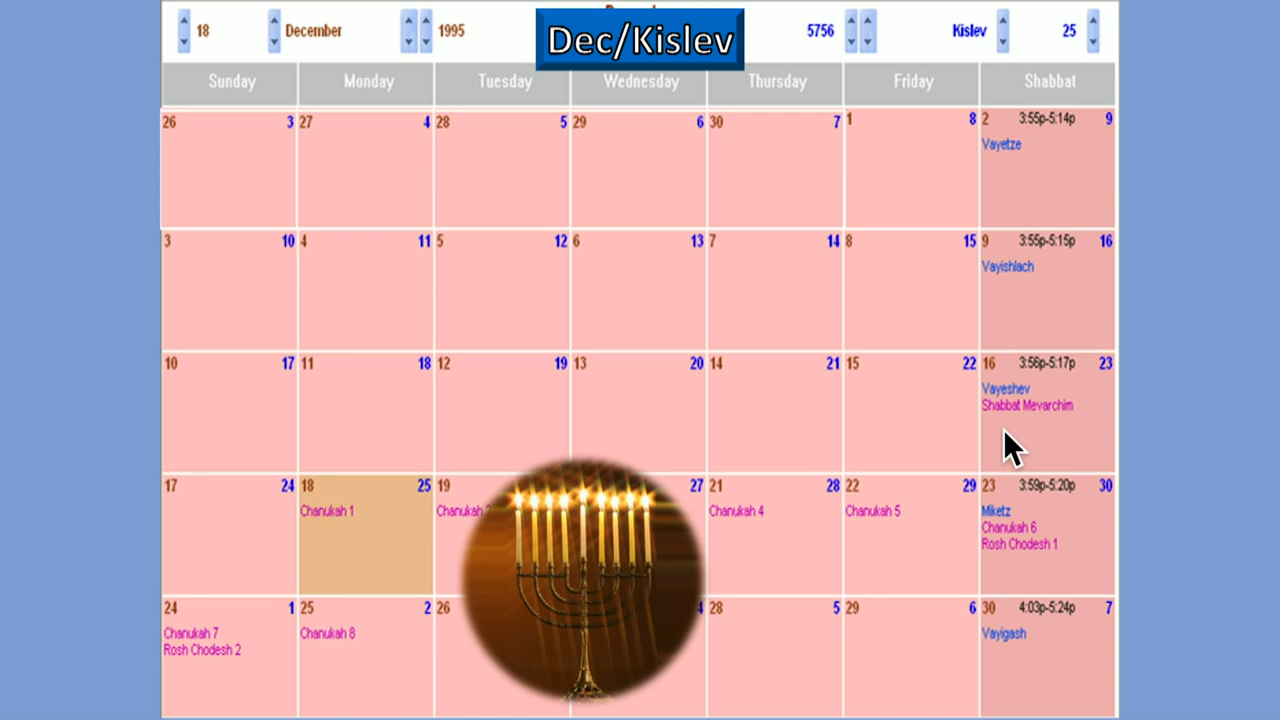 Dec/Kislev
18 December 1995 5756 Kislev 25
Sunday Monday Tuesday Wednesday Thursday Friday Shabbat
26 3 27 4 28 5 29 6 30 7 1 8 2 3:55p-5:14p 9
Vayetze
3 10 4 11 5 12 6 13 7 14 8 15 9 3:55p-5:15p 16
Vayishlach
10 17 11 18 12 19 13 20 14 21 15 22 16 3:56p-5:17p 23
Vayeshev
Shabbat Mevarchim
17 24 18 25 19 27 21 28 22 29 23 3:59p-5:20p 30
Chanukah 1 Chanukah Chanukah 4 Chanukah 5 Miketz
Chanukah 6
Rosh Chodesh 1
24 1 25 2 26 4 28 5 29 6 30 4:03p-5:24p 7
Chanukah 7 Chanukah 8 Vayigash
Rosh Chodesh 2